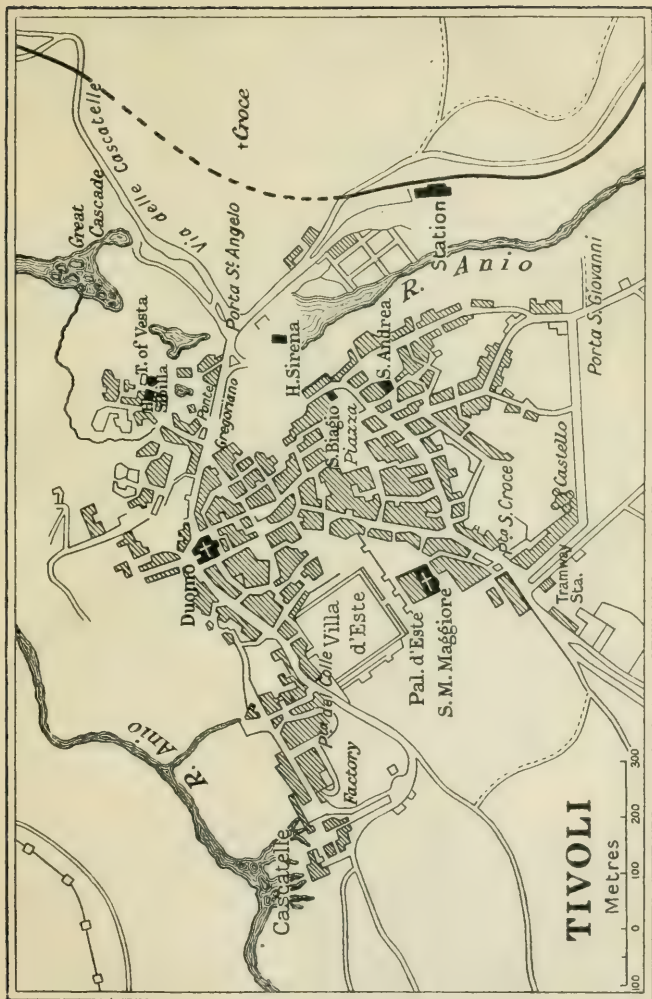 Great
Cascade
Via delle Cascatelle
+Croce
Porta St. Angelo
T. of Vesta
Sibilla
Ponte
Gregoriano
H. Sirena
Station
R. Anio
S. Andrea
S. Biagio
Piazza
Porta S. Giovanni
Duomo
Villa
d'Este
Pal. d'Este
S. M. Maggiore
Pta S. Croce
Castello
Tramway
Sta.
R. Anio
Pta del Colle
Factory
Cascatelle
TIVOLI
Metres
100 0 100 200 300